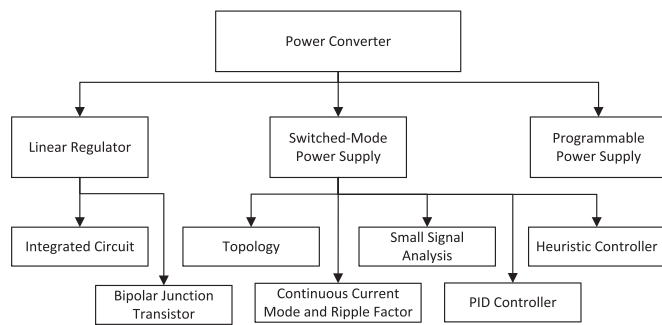 Power Converter
Linear Regulator
Switched-Mode
Power Supply
Programmable
Power Supply
Integrated Circuit
Topology
Small Signal
Analysis
Heuristic Controller
Bipolar Junction
Transistor
Continuous Current
Mode and Ripple Factor
PID Controller